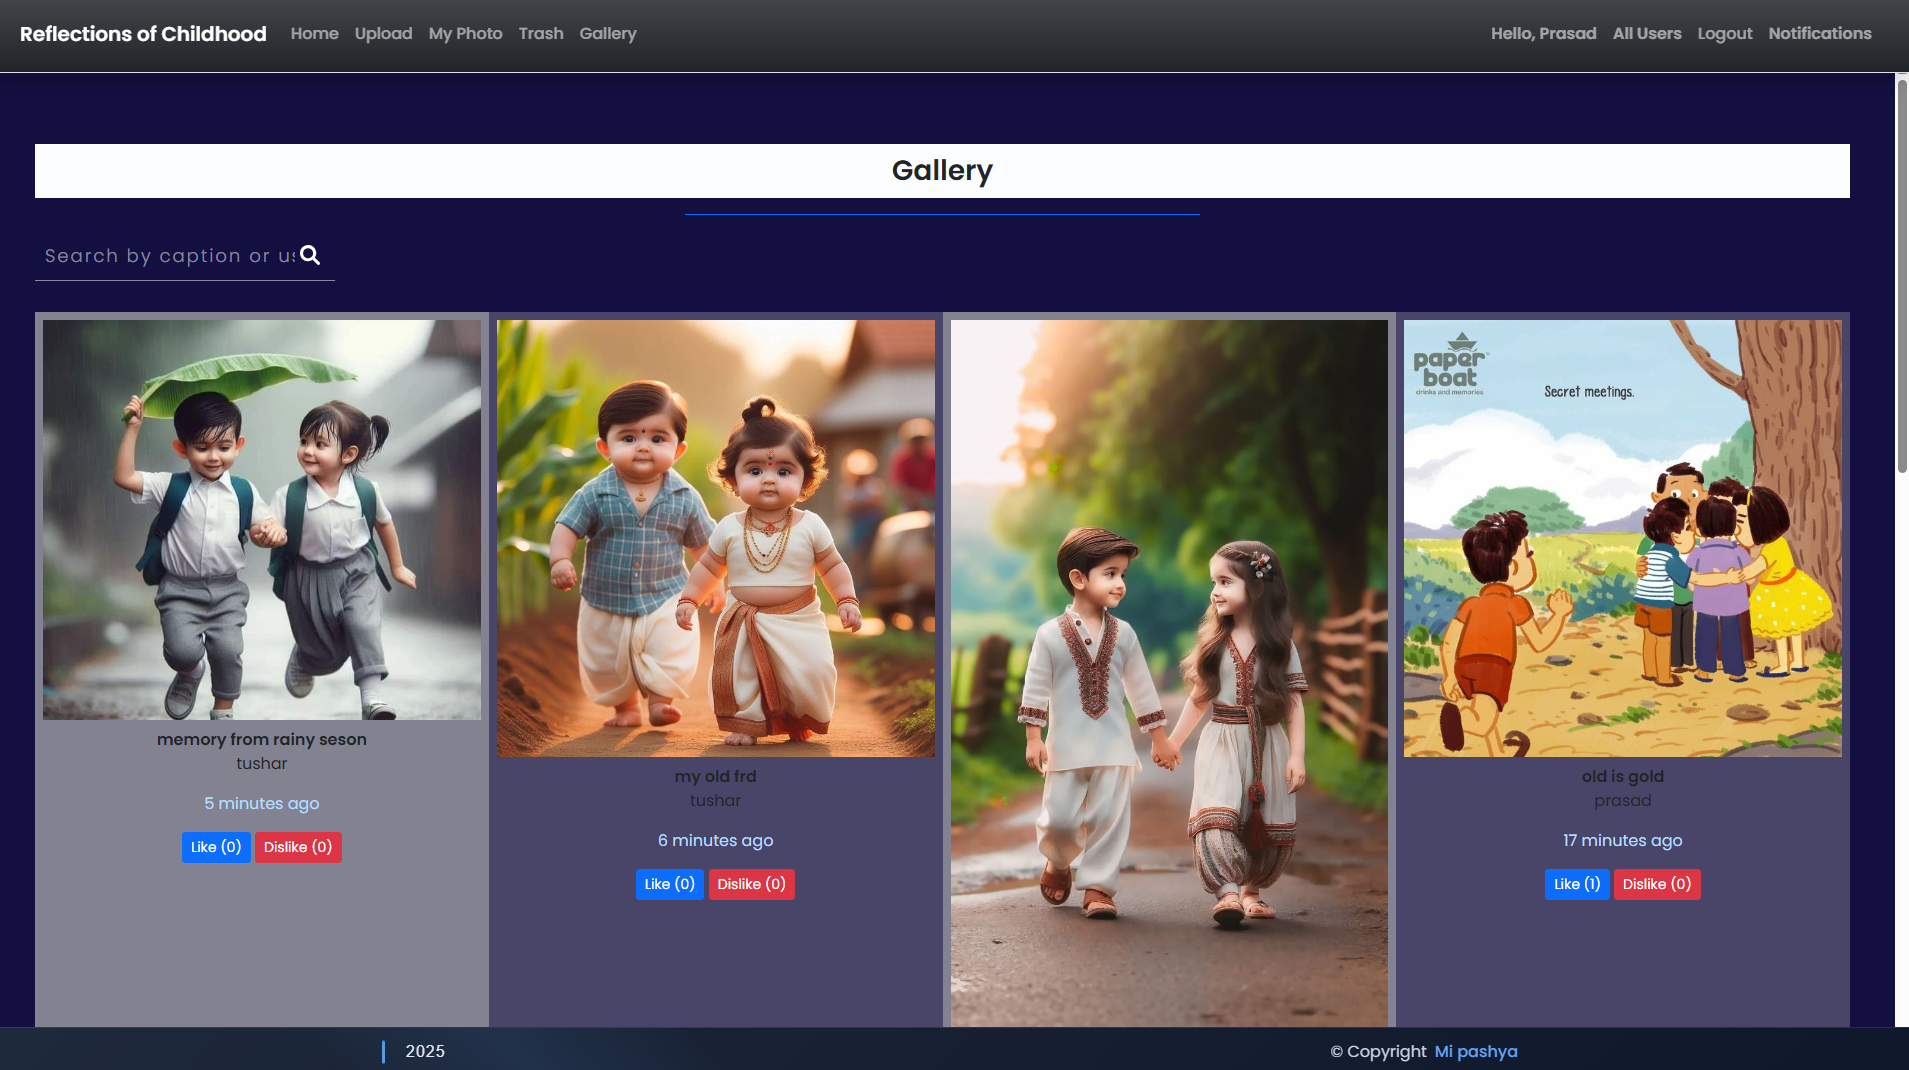 Reflections of Childhood Home Upload My Photo Trash Gallery Hello, Prasad All Users Logout Notifications
Gallery
Search by caption or us
paper
boat
drinks and memories
Secret meetings.
memory from rainy seson
tushar
5 minutes ago
Like (0) Dislike (0)
my old frd
tushar
6 minutes ago
Like (0) Dislike (0)
old is gold
prasad
17 minutes ago
Like (1) Dislike (0)
2025 © Copyright Mi pashya